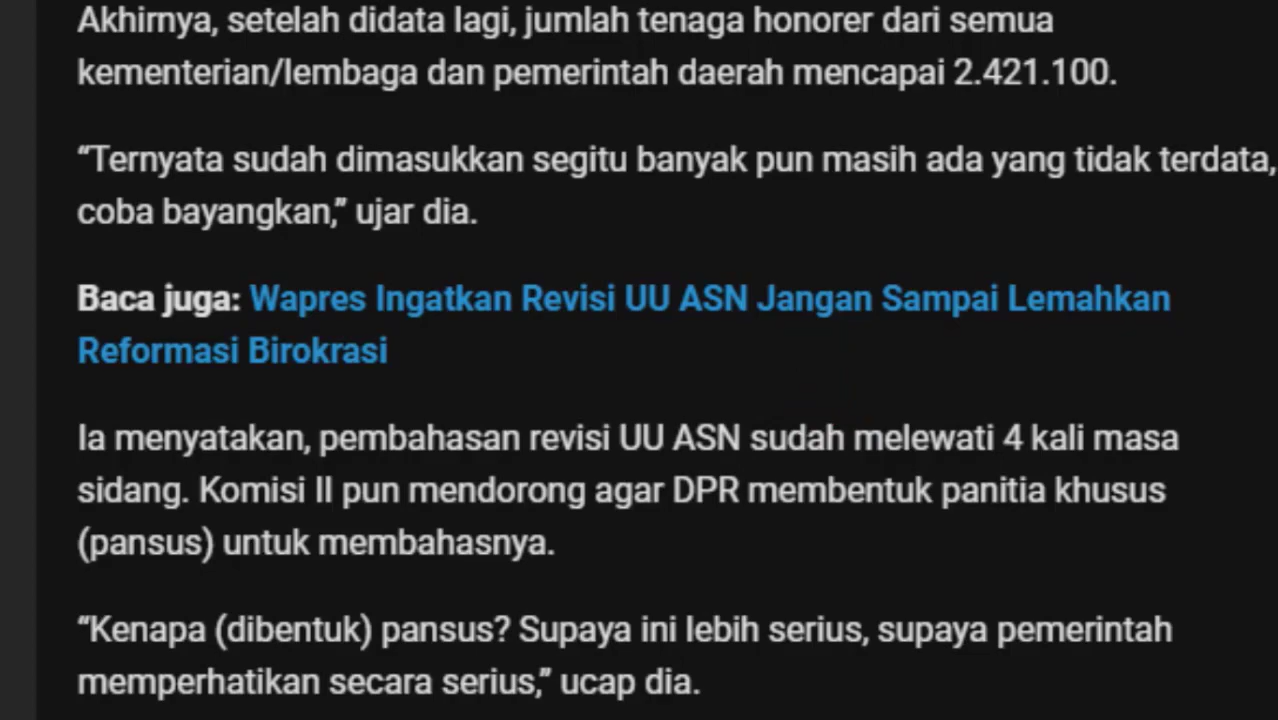 Akhirnya, setelah didata lagi, jumlah tenaga honorer dari semua
kementerian/lembaga dan pemerintah daerah mencapai 2.421.100.
“Ternyata sudah dimasukkan segitu banyak pun masih ada yang tidak terdata,
coba bayangkan,” ujar dia.
Baca juga: Wapres Ingatkan Revisi UU ASN Jangan Sampai Lemahkan
Reformasi Birokrasi
Ia menyatakan, pembahasan revisi UU ASN sudah melewati 4 kali masa
sidang. Komisi II pun mendorong agar DPR membentuk panitia khusus
(pansus) untuk membahasnya.
“Kenapa (dibentuk) pansus? Supaya ini lebih serius, supaya pemerintah
memperhatikan secara serius,” ucap dia.